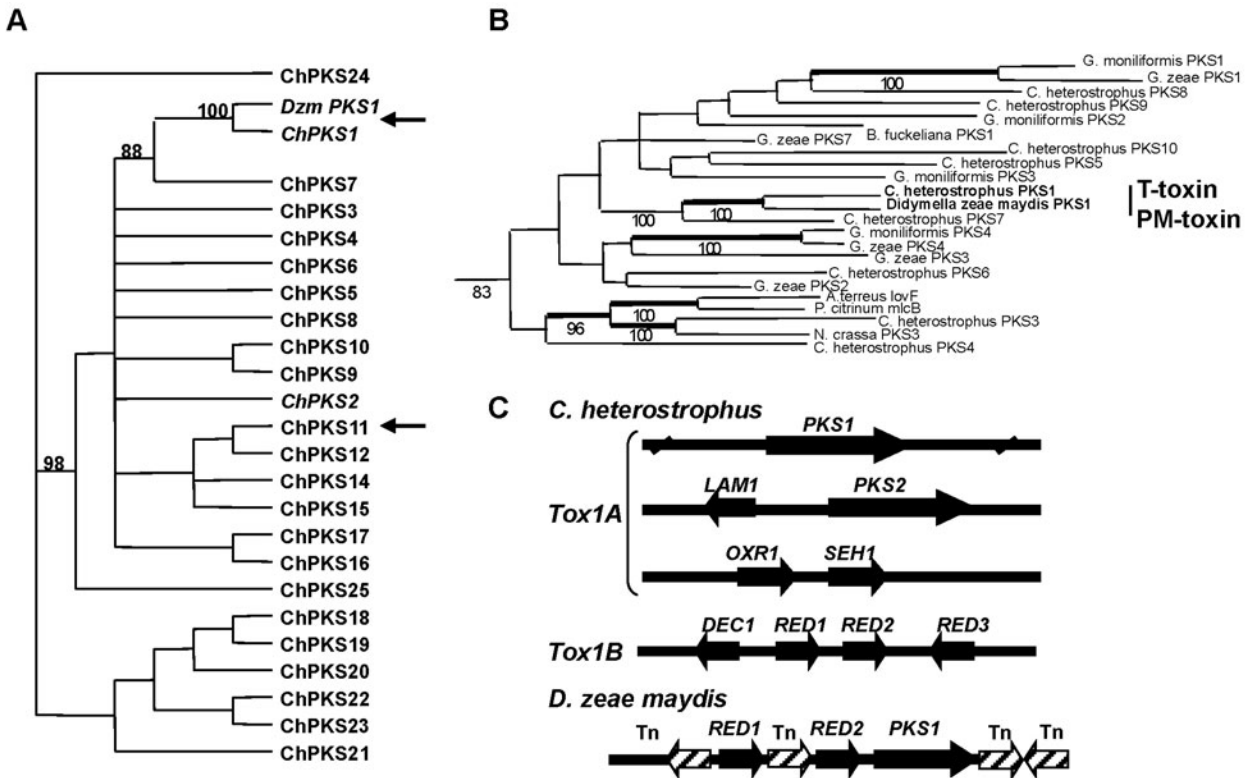 A
ChPKS24
100
Dzm PKS1
ChPKS1
88
ChPKS7
ChPKS3
ChPKS4
ChPKS6
ChPKS5
ChPKS8
ChPKS10
ChPKS9
ChPKS2
ChPKS11
ChPKS12
98
ChPKS14
ChPKS15
ChPKS17
ChPKS16
ChPKS25
ChPKS18
ChPKS19
ChPKS20
ChPKS22
ChPKS23
ChPKS21
B
G. moniliformis PKS1
G. zeae PKS1
100
C. heterostrophus PKS8
C. heterostrophus PKS9
G. moniliformis PKS2
B. fuckeliana PKS1
G. zeae PKS7
C. heterostrophus PKS10
C. heterostrophus PKS5
G. moniliformis PKS3
C. heterostrophus PKS1
Didymella zeae maydis PKS1
100
100
C. heterostrophus PKS7
T-toxin
PM-toxin
G. moniliformis PKS4
G. zeae PKS4
100
G. zeae PKS3
C. heterostrophus PKS6
G. zeae PKS2
83
A.terreus lovF
P. citrinum mlcB
100
C. heterostrophus PKS3
96
100
N. crassa PKS3
C. heterostrophus PKS4
C
C. heterostrophus
PKS1
Tox1A
LAM1 PKS2
OXR1 SEH1
Tox1B
DEC1 RED1 RED2 RED3
D. zeae maydis
Tn RED1 Tn RED2 PKS1 Tn Tn